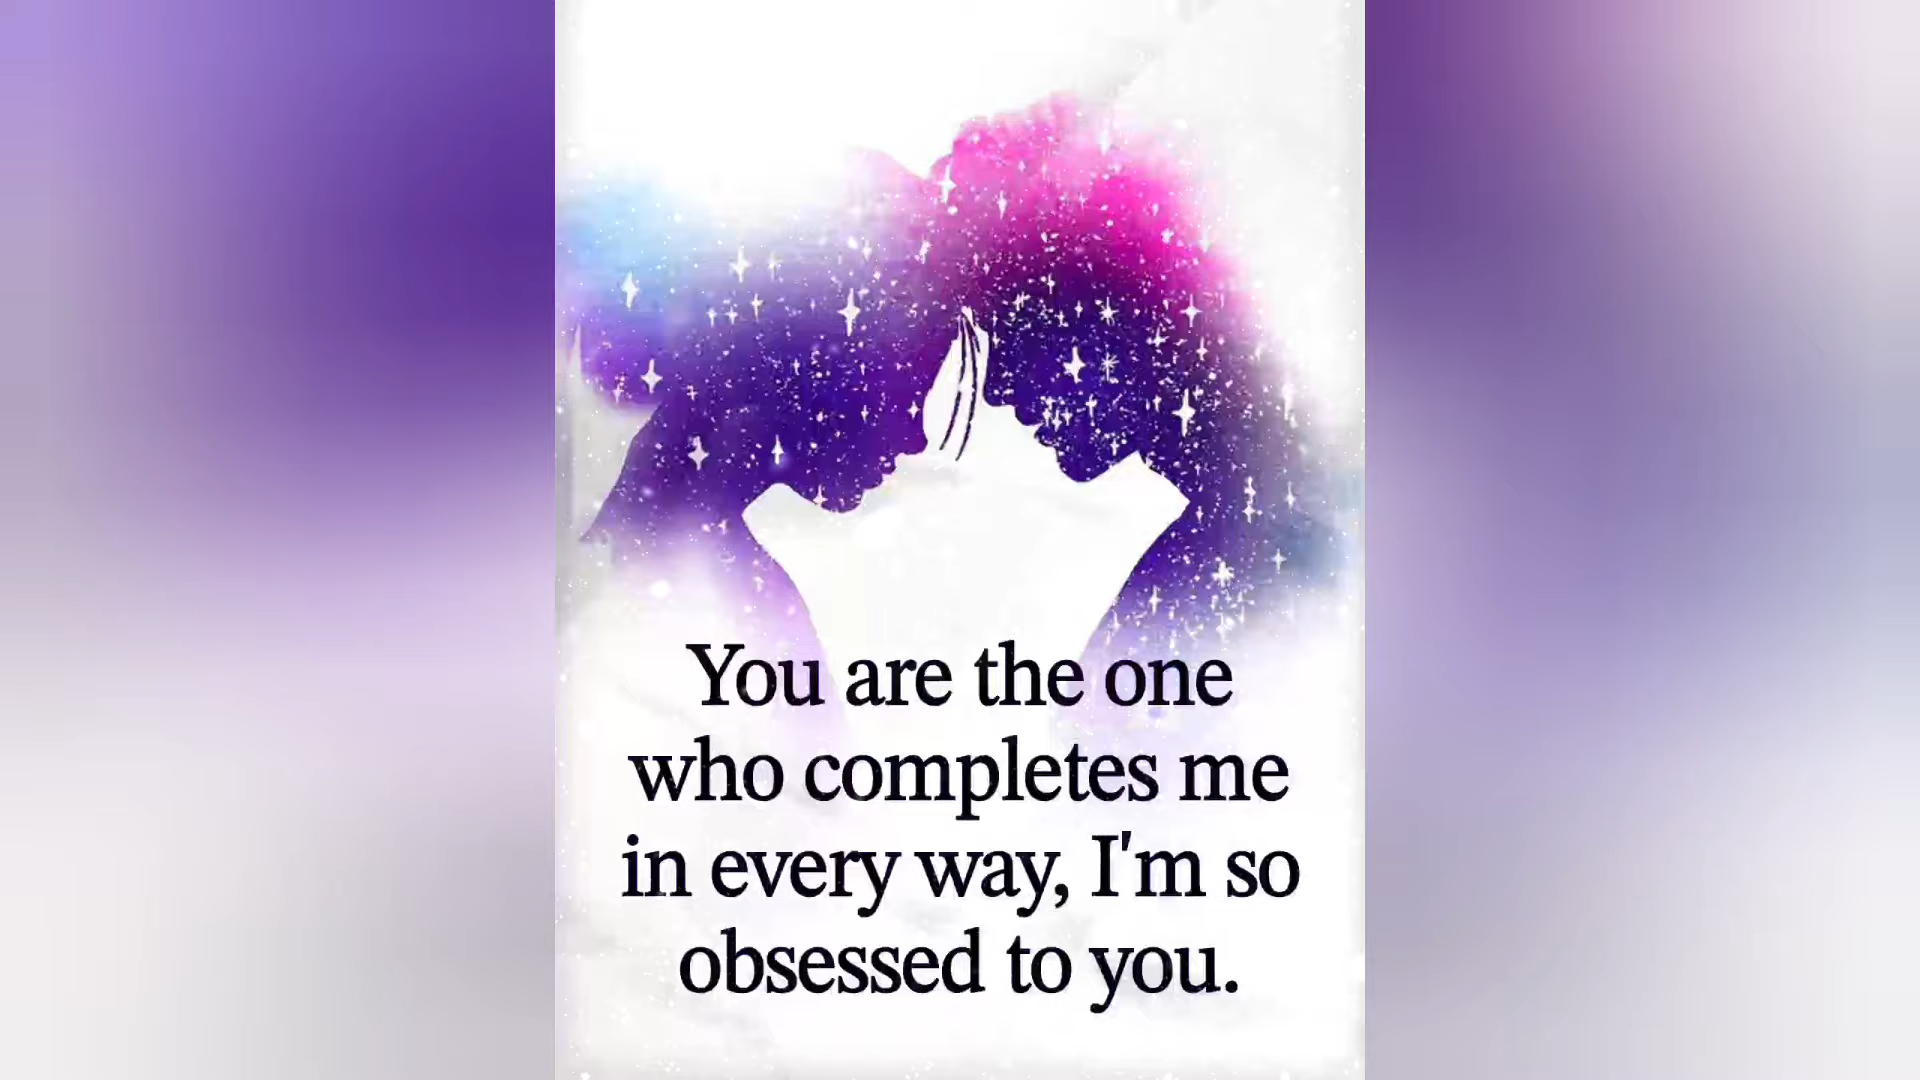 You are the one
who completes me
in every way, I'm so
obsessed to you.